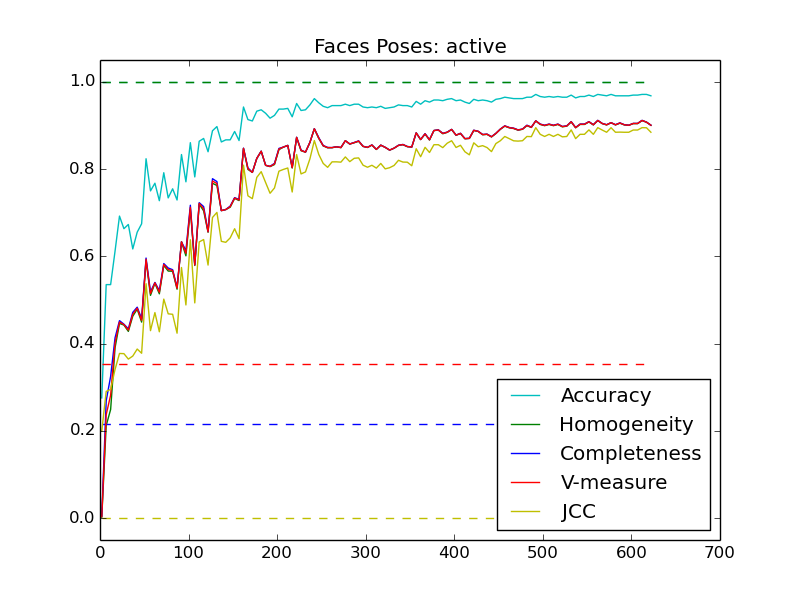 Faces Poses: active
1.0
0.8
0.6
0.4
0.2
0.0
0 100 200 300 400 500 600 700
Accuracy
Homogeneity
Completeness
V-measure
JCC